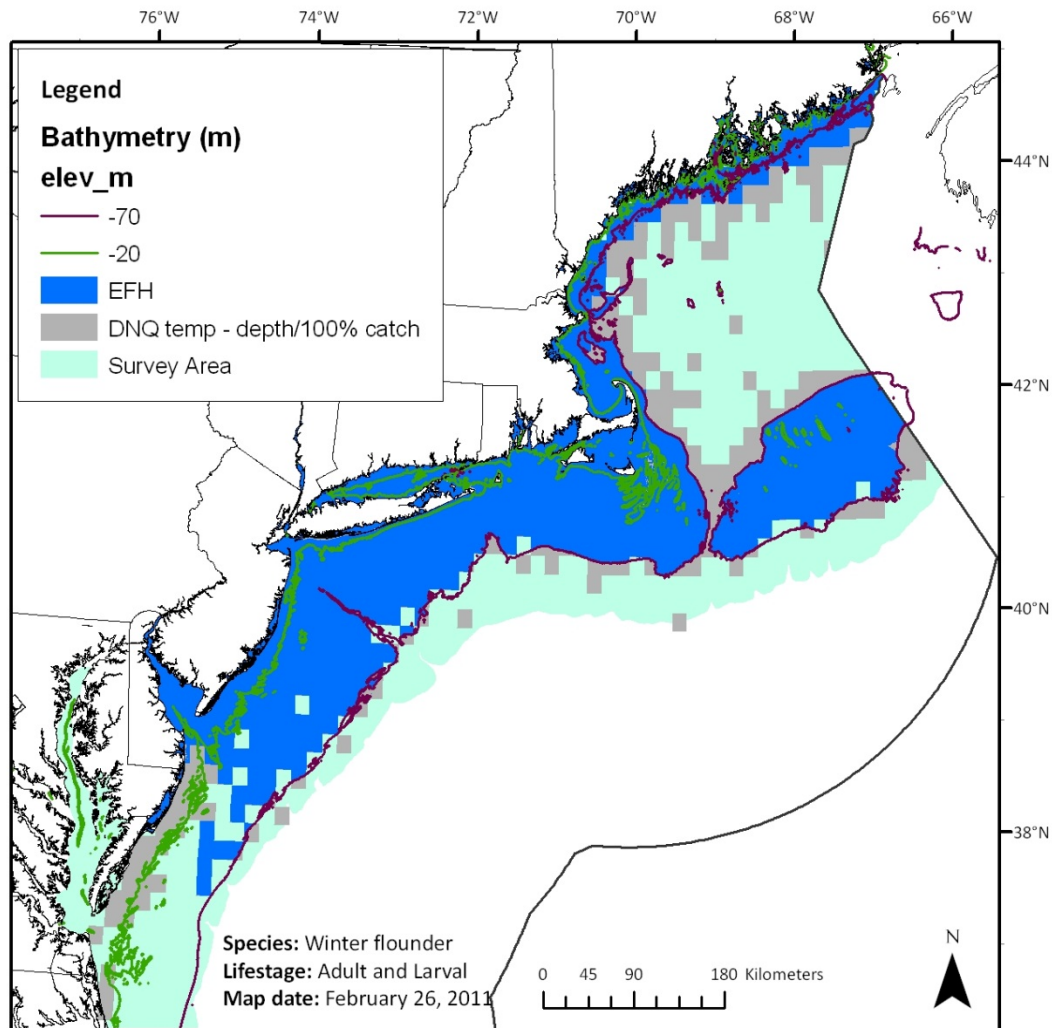 76°W 74°W 72°W 70°W 68°W 66°W
Legend
Bathymetry (m)
elev_m
-70
-20
EFH
DNQ temp - depth/100% catch
Survey Area
44°N
42°N
40°N
38°N
Species: Winter flounder
Lifestage: Adult and Larval
Map date: February 26, 2011
0 45 90 180 Kilometers
N